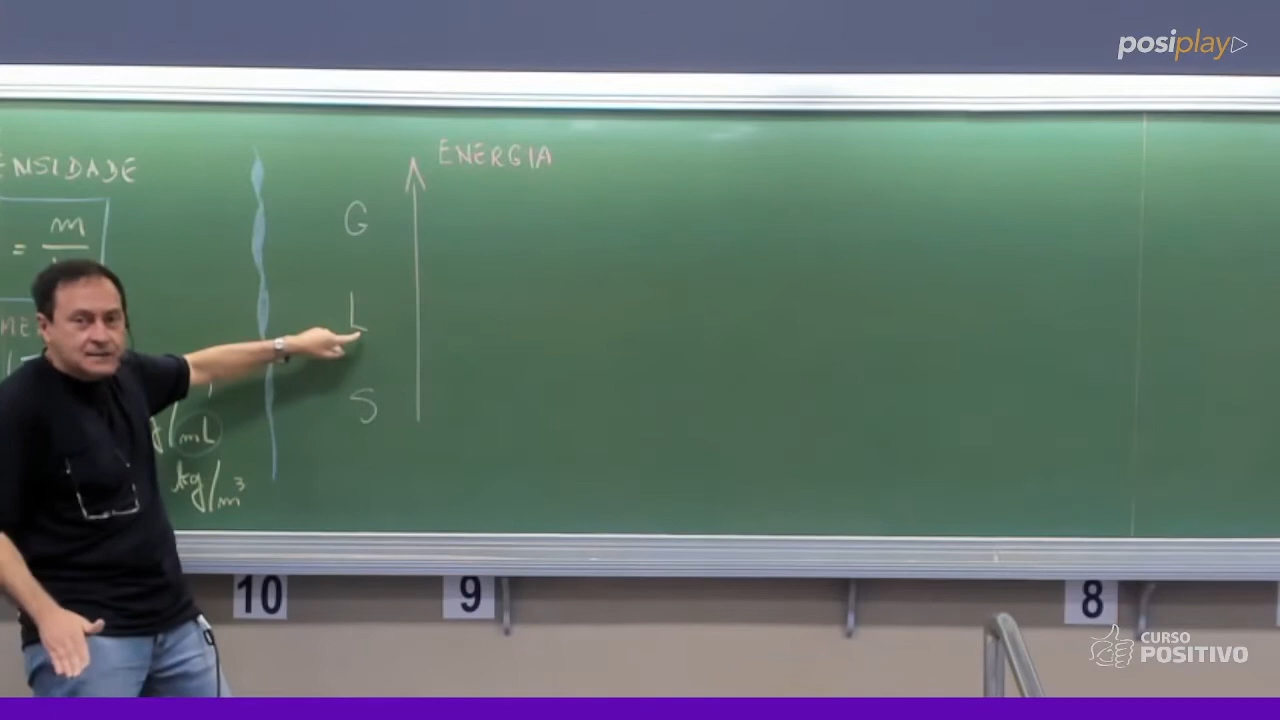 posiplay
ENSIDADE
= m
ENERGIA
G
L
S
ME
/mL
kg/m³
10
9
8
CURSO
POSITIVO